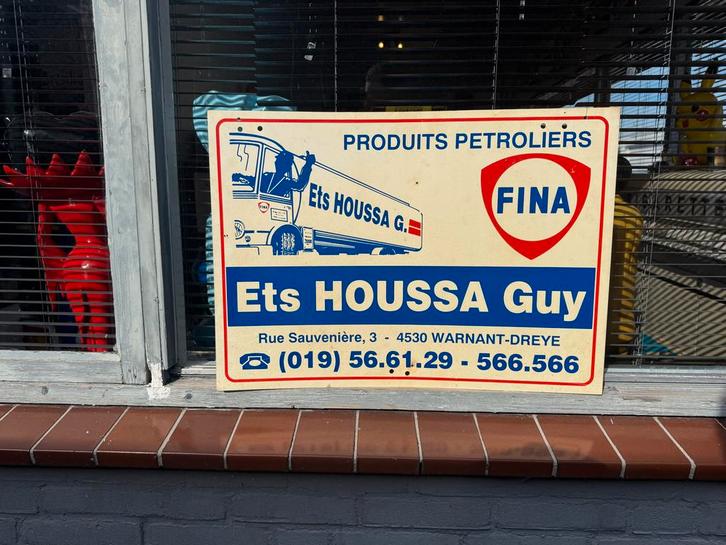 PRODUITS PETROLIERS
Ets HOUSSA G.
FINA
FINA
Ets HOUSSA Guy
Rue Sauvenière, 3 - 4530 WARNANT-DREYE
(019) 56.61.29 - 566.566